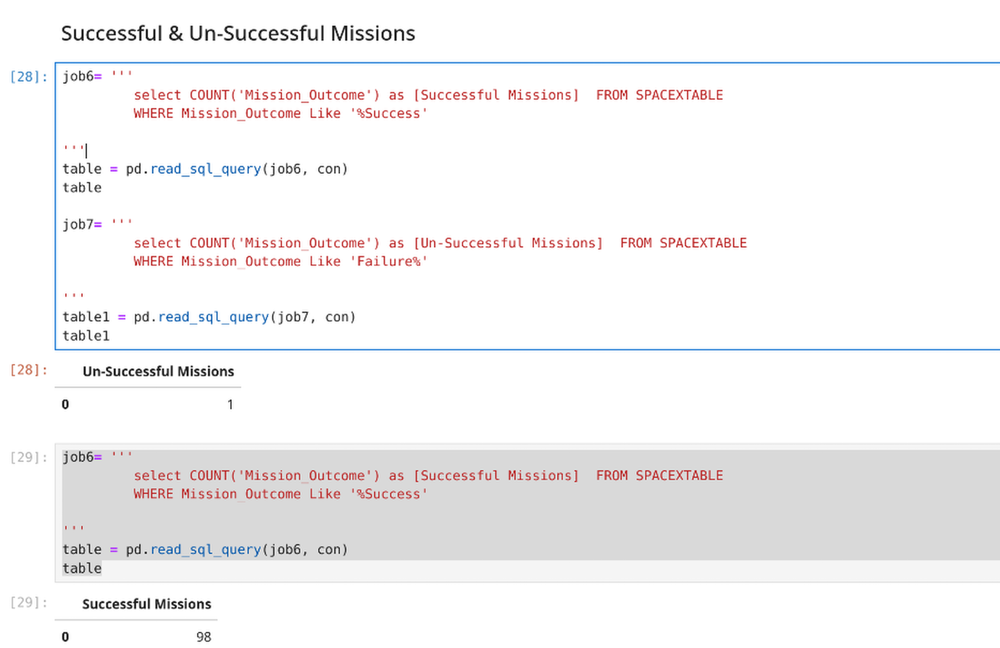 Successful & Un-Successful Missions
[28]: job6= '''
select COUNT('Mission_Outcome') as [Successful Missions]  FROM SPACEXTABLE
WHERE Mission_Outcome Like '%Success'
'''
table = pd.read_sql_query(job6, con)
table
job7= '''
select COUNT('Mission_Outcome') as [Un-Successful Missions]  FROM SPACEXTABLE
WHERE Mission_Outcome Like 'Failure%'
'''
table1 = pd.read_sql_query(job7, con)
table1
[28]: Un-Successful Missions
0 1
[29]: job6= '''
select COUNT('Mission_Outcome') as [Successful Missions]  FROM SPACEXTABLE
WHERE Mission_Outcome Like '%Success'
'''
table = pd.read_sql_query(job6, con)
table
[29]: Successful Missions
0 98